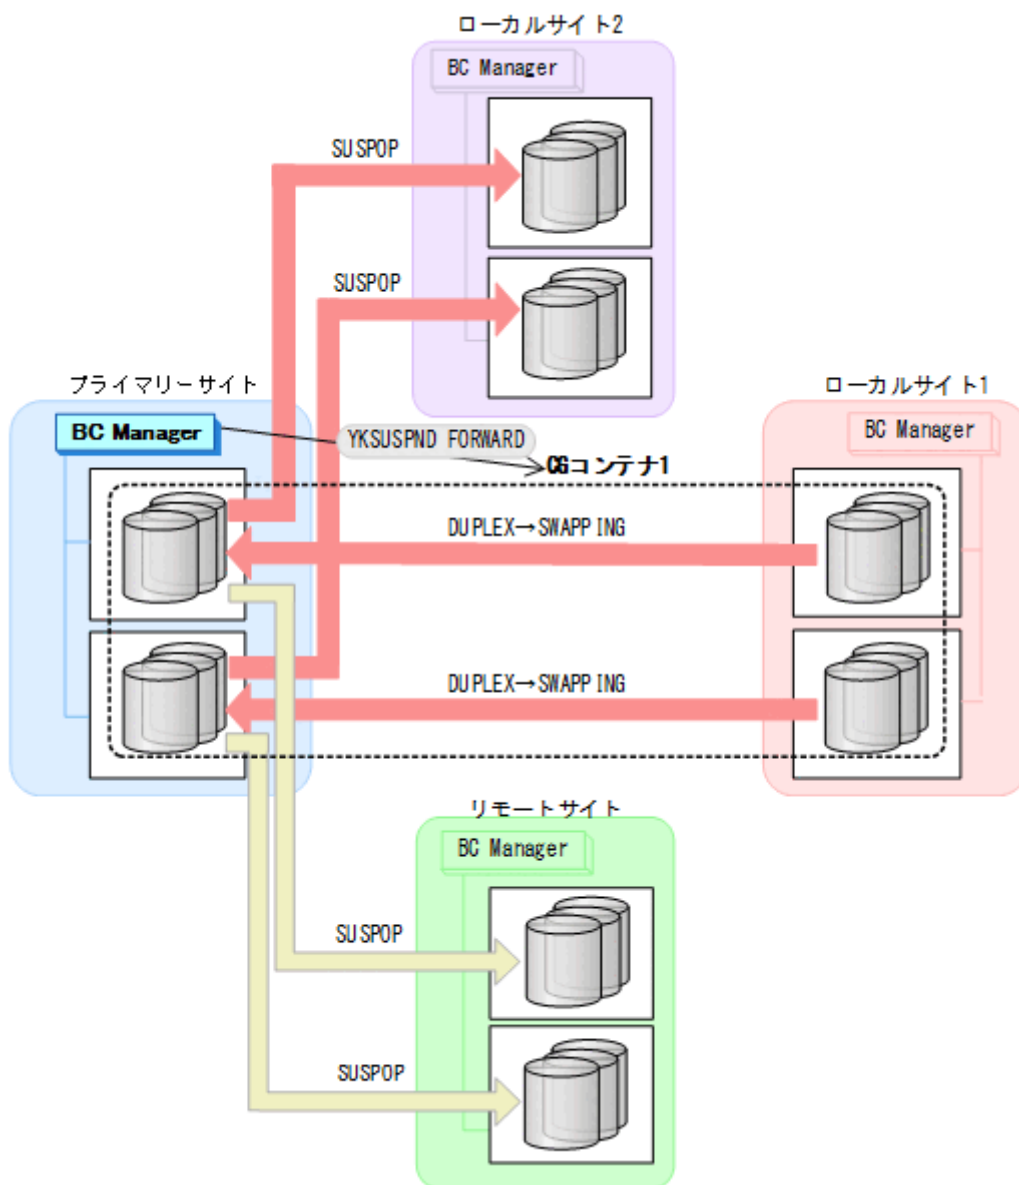 ローカルサイト2
BC Manager
SUSPOP
SUSPOP
プライマリーサイト
ローカルサイト1
BC Manager
BC Manager
YKSUSPND FORWARD
CGコンテナ1
DUPLEX→SWAPPING
DUPLEX→SWAPPING
リモートサイト
BC Manager
SUSPOP
SUSPOP